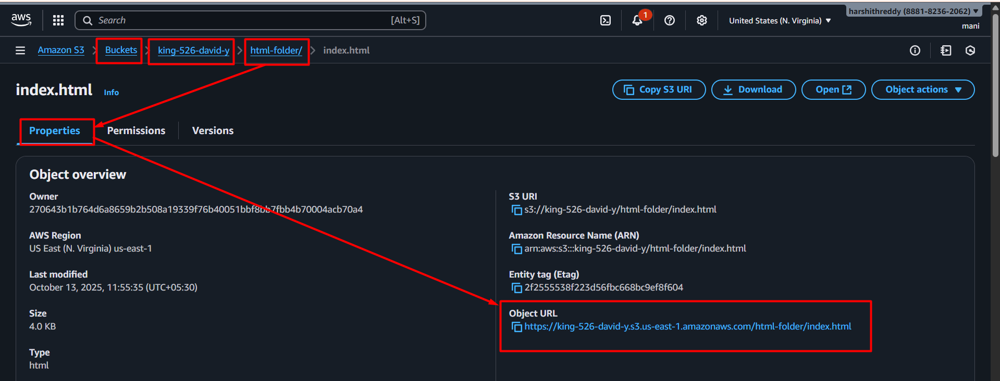 aws
Search [Alt+S]
1
United States (N. Virginia)
harshithreddy (8881-8236-2062)
mani
Amazon S3 Buckets king-526-david-y html-folder/ index.html
index.html Info
Copy S3 URI Download Open Object actions
Properties Permissions Versions
Object overview
Owner
270643b1b764d6a8659b2b508a19339f76b40051bbf8bb7fbb4b70004acb70a4
AWS Region
US East (N. Virginia) us-east-1
Last modified
October 13, 2025, 11:55:35 (UTC+05:30)
Size
4.0 KB
Type
html
S3 URI
s3://king-526-david-y/html-folder/index.html
Amazon Resource Name (ARN)
arn:aws:s3:::king-526-david-y/html-folder/index.html
Entity tag (Etag)
2f2555538f223d56fbc668bc9ef8f604
Object URL
https://king-526-david-y.s3.us-east-1.amazonaws.com/html-folder/index.html